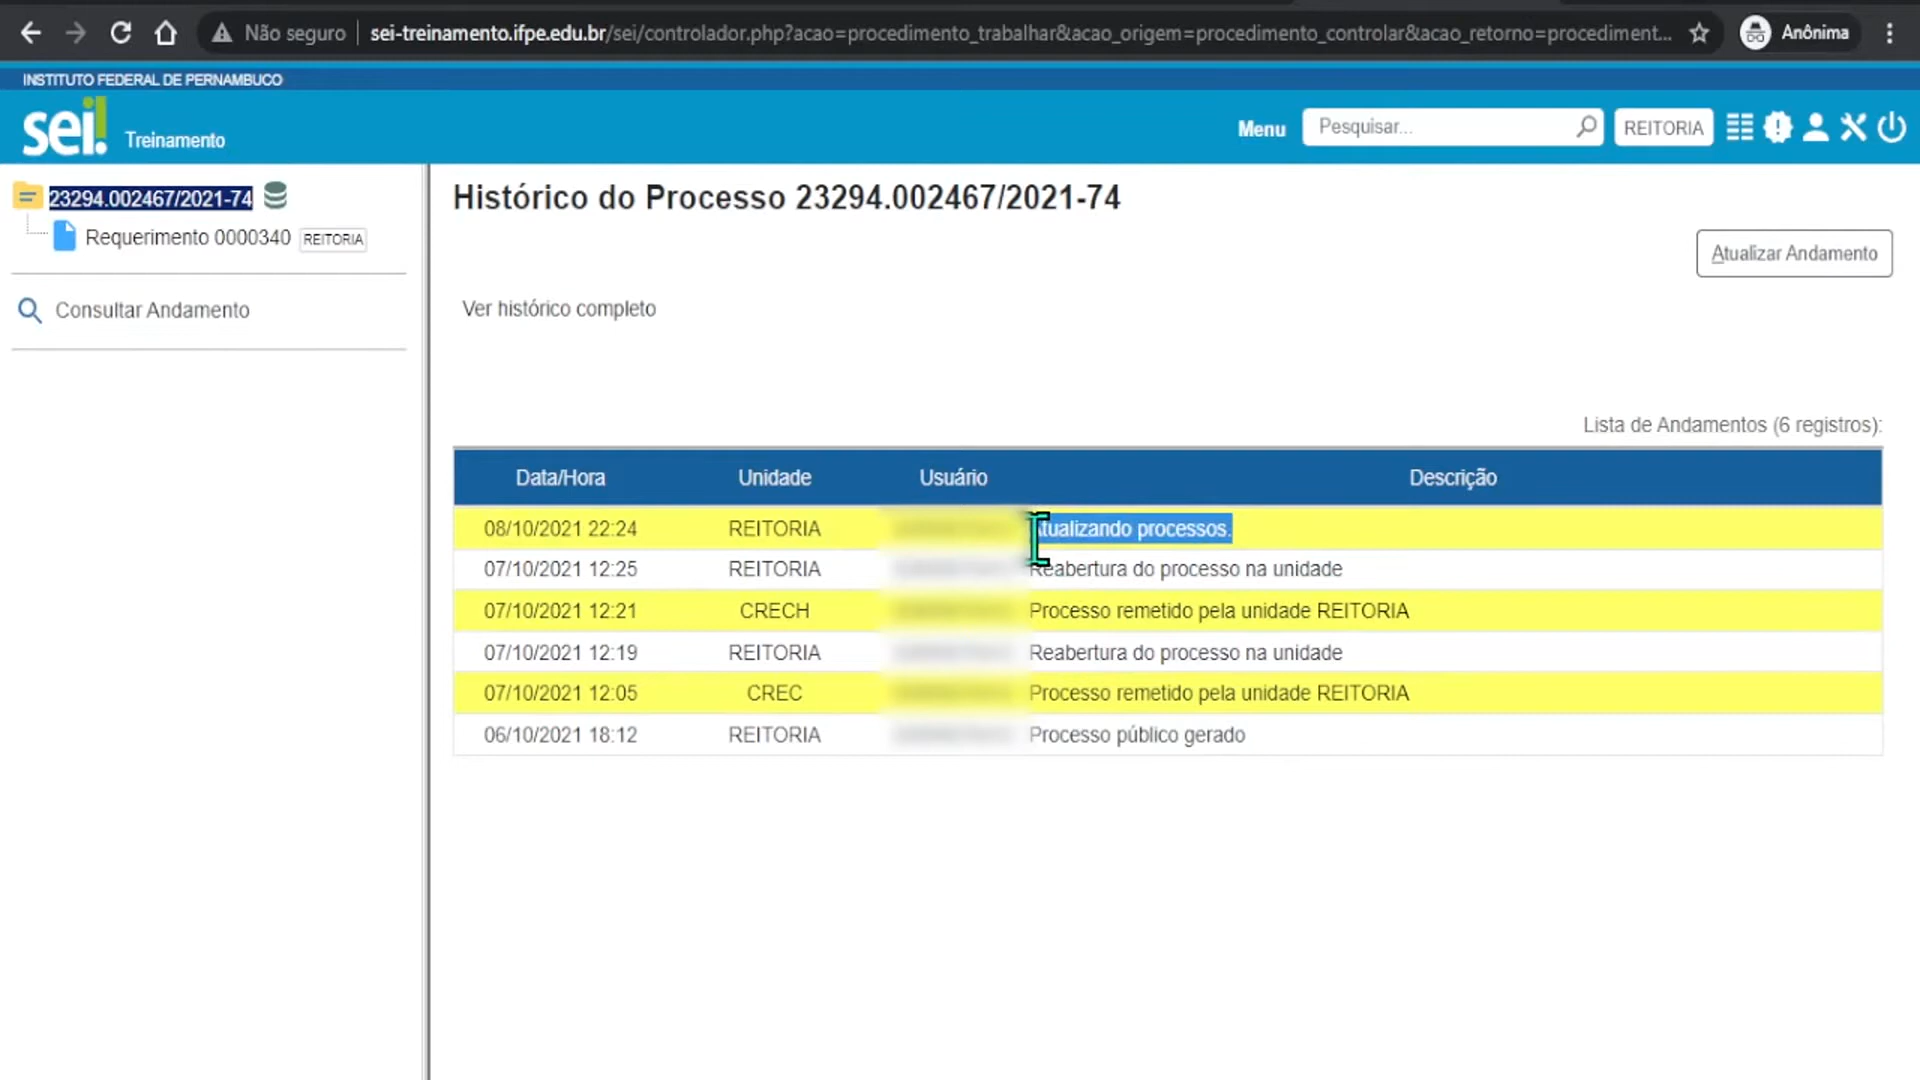 Não seguro
sei-treinamento.ifpe.edu.br/sei/controlador.php?acao=procedimento_trabalhar&acao_origem=procedimento_controlar&acao_retorno=procediment...
Anônima
INSTITUTO FEDERAL DE PERNAMBUCO
sei!
Treinamento
Menu
Pesquisar...
REITORIA
23294.002467/2021-74
Requerimento 0000340 REITORIA
Consultar Andamento
Histórico do Processo 23294.002467/2021-74
Atualizar Andamento
Ver histórico completo
Lista de Andamentos (6 registros):
Data/Hora Unidade Usuário Descrição
08/10/2021 22:24 REITORIA Atualizando processos.
07/10/2021 12:25 REITORIA Reabertura do processo na unidade
07/10/2021 12:21 CRECH Processo remetido pela unidade REITORIA
07/10/2021 12:19 REITORIA Reabertura do processo na unidade
07/10/2021 12:05 CREC Processo remetido pela unidade REITORIA
06/10/2021 18:12 REITORIA Processo público gerado